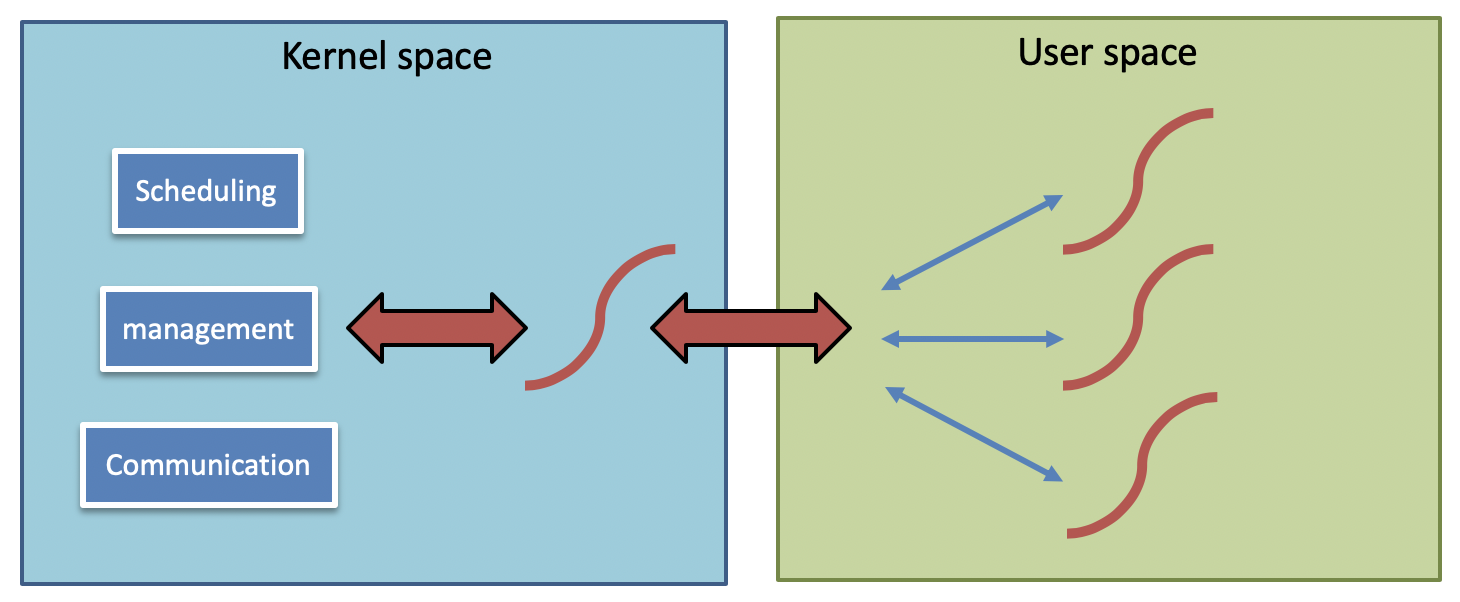 Kernel space
User space
Scheduling
management
Communication